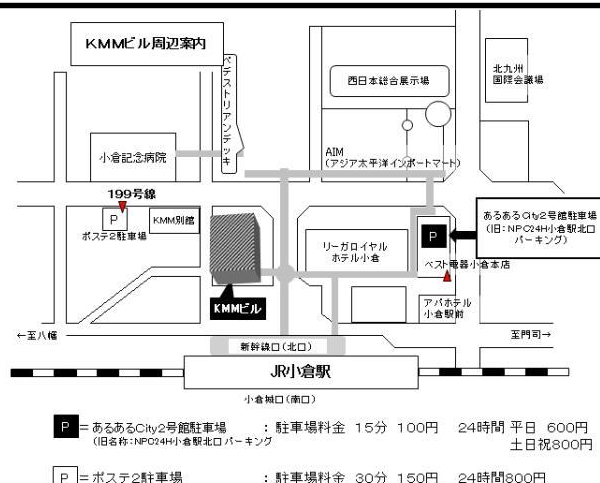 KMMビル周辺案内
ペデストリアンデッキ
西日本総合展示場
北九州
国際会議場
小倉記念病院
AIM
(アジア太平洋インポートマート)
199号線
P
ポステ2駐車場
KMM別館
リーガロイヤル
ホテル小倉
P
あるあるCity2号館駐車場
(旧：NPC24H小倉駅北口
パーキング)
ベスト電器小倉本店
KMMビル
アパホテル
小倉駅前
←至八幡
至門司→
新幹線口(北口)
JR小倉駅
小倉城口(南口)
P =あるあるCity2号館駐車場 ：駐車場料金 15分 100円 24時間 平日 600円
(旧名称：NPC24H小倉駅北口パーキング 土日祝800円
P =ポステ2駐車場 ：駐車場料金 30分 150円 24時間800円